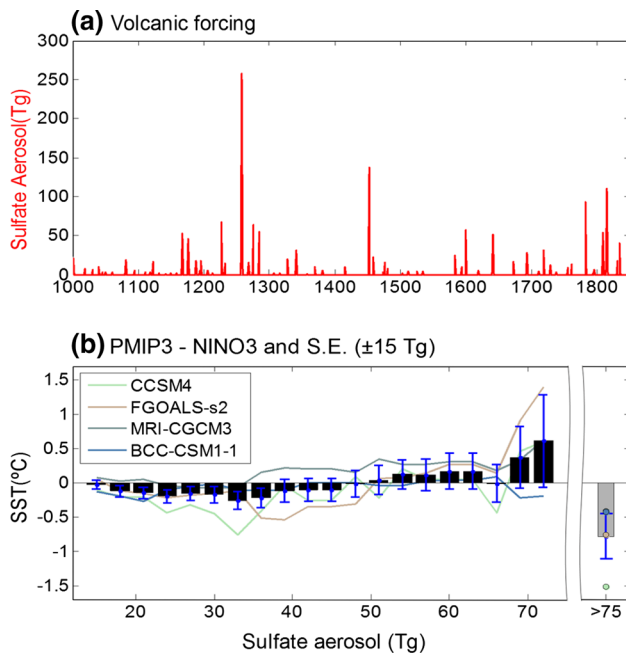 (a) Volcanic forcing
300
250
200
150
100
50
0
Sulfate Aerosol(Tg)
1000 1100 1200 1300 1400 1500 1600 1700 1800
(b) PMIP3 - NINO3 and S.E. (±15 Tg)
CCSM4
FGOALS-s2
MRI-CGCM3
BCC-CSM1-1
1.5
1
0.5
0
-0.5
-1
-1.5
SST(ºC)
20 30 40 50 60 70 >75
Sulfate aerosol (Tg)